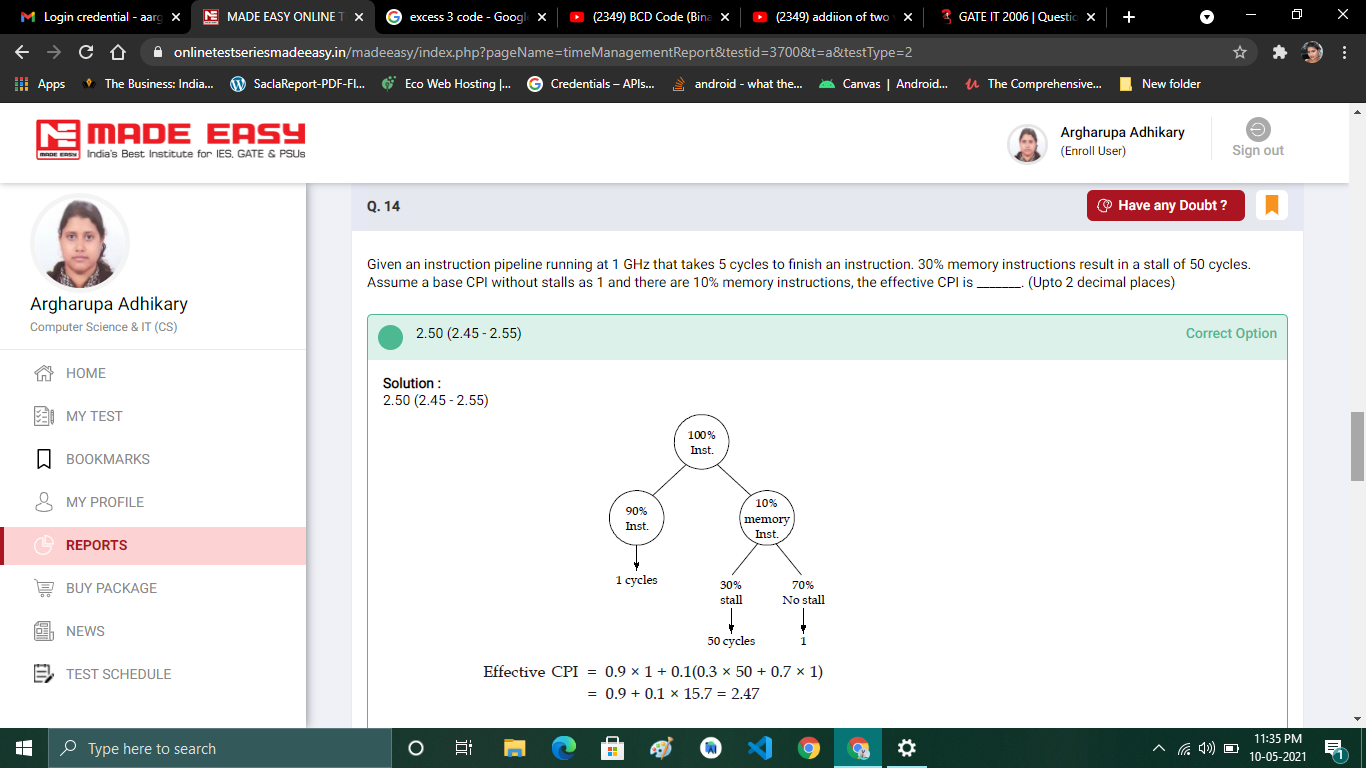 Login credential - aarg
MADE EASY ONLINE T
excess 3 code - Googl
(2349) BCD Code (Bina
(2349) addiion of two
GATE IT 2006 | Questic
onlinetestseriesmadeeasy.in/madeeasy/index.php?pageName=timeManagementReport&testid=3700&t=a&testType=2
Apps
The Business: India...
SaclaReport-PDF-Fl...
Eco Web Hosting |...
Credentials – APIs...
android - what the...
Canvas | Android...
The Comprehensive...
New folder
MADE EASY
MADE EASY
India's Best Institute for IES, GATE & PSUs
Argharupa Adhikary
(Enroll User)
Sign out
Argharupa Adhikary
Computer Science & IT (CS)
HOME
MY TEST
BOOKMARKS
MY PROFILE
REPORTS
BUY PACKAGE
NEWS
TEST SCHEDULE
Q. 14
Have any Doubt ?
Given an instruction pipeline running at 1 GHz that takes 5 cycles to finish an instruction. 30% memory instructions result in a stall of 50 cycles.
Assume a base CPI without stalls as 1 and there are 10% memory instructions, the effective CPI is _______. (Upto 2 decimal places)
2.50 (2.45 - 2.55)
Correct Option
Solution :
2.50 (2.45 - 2.55)
100%
Inst.
90%
Inst.
10%
memory
Inst.
1 cycles
30%
stall
70%
No stall
50 cycles
1
Effective CPI = 0.9 × 1 + 0.1(0.3 × 50 + 0.7 × 1)
= 0.9 + 0.1 × 15.7 = 2.47
Type here to search
11:35 PM
10-05-2021
1